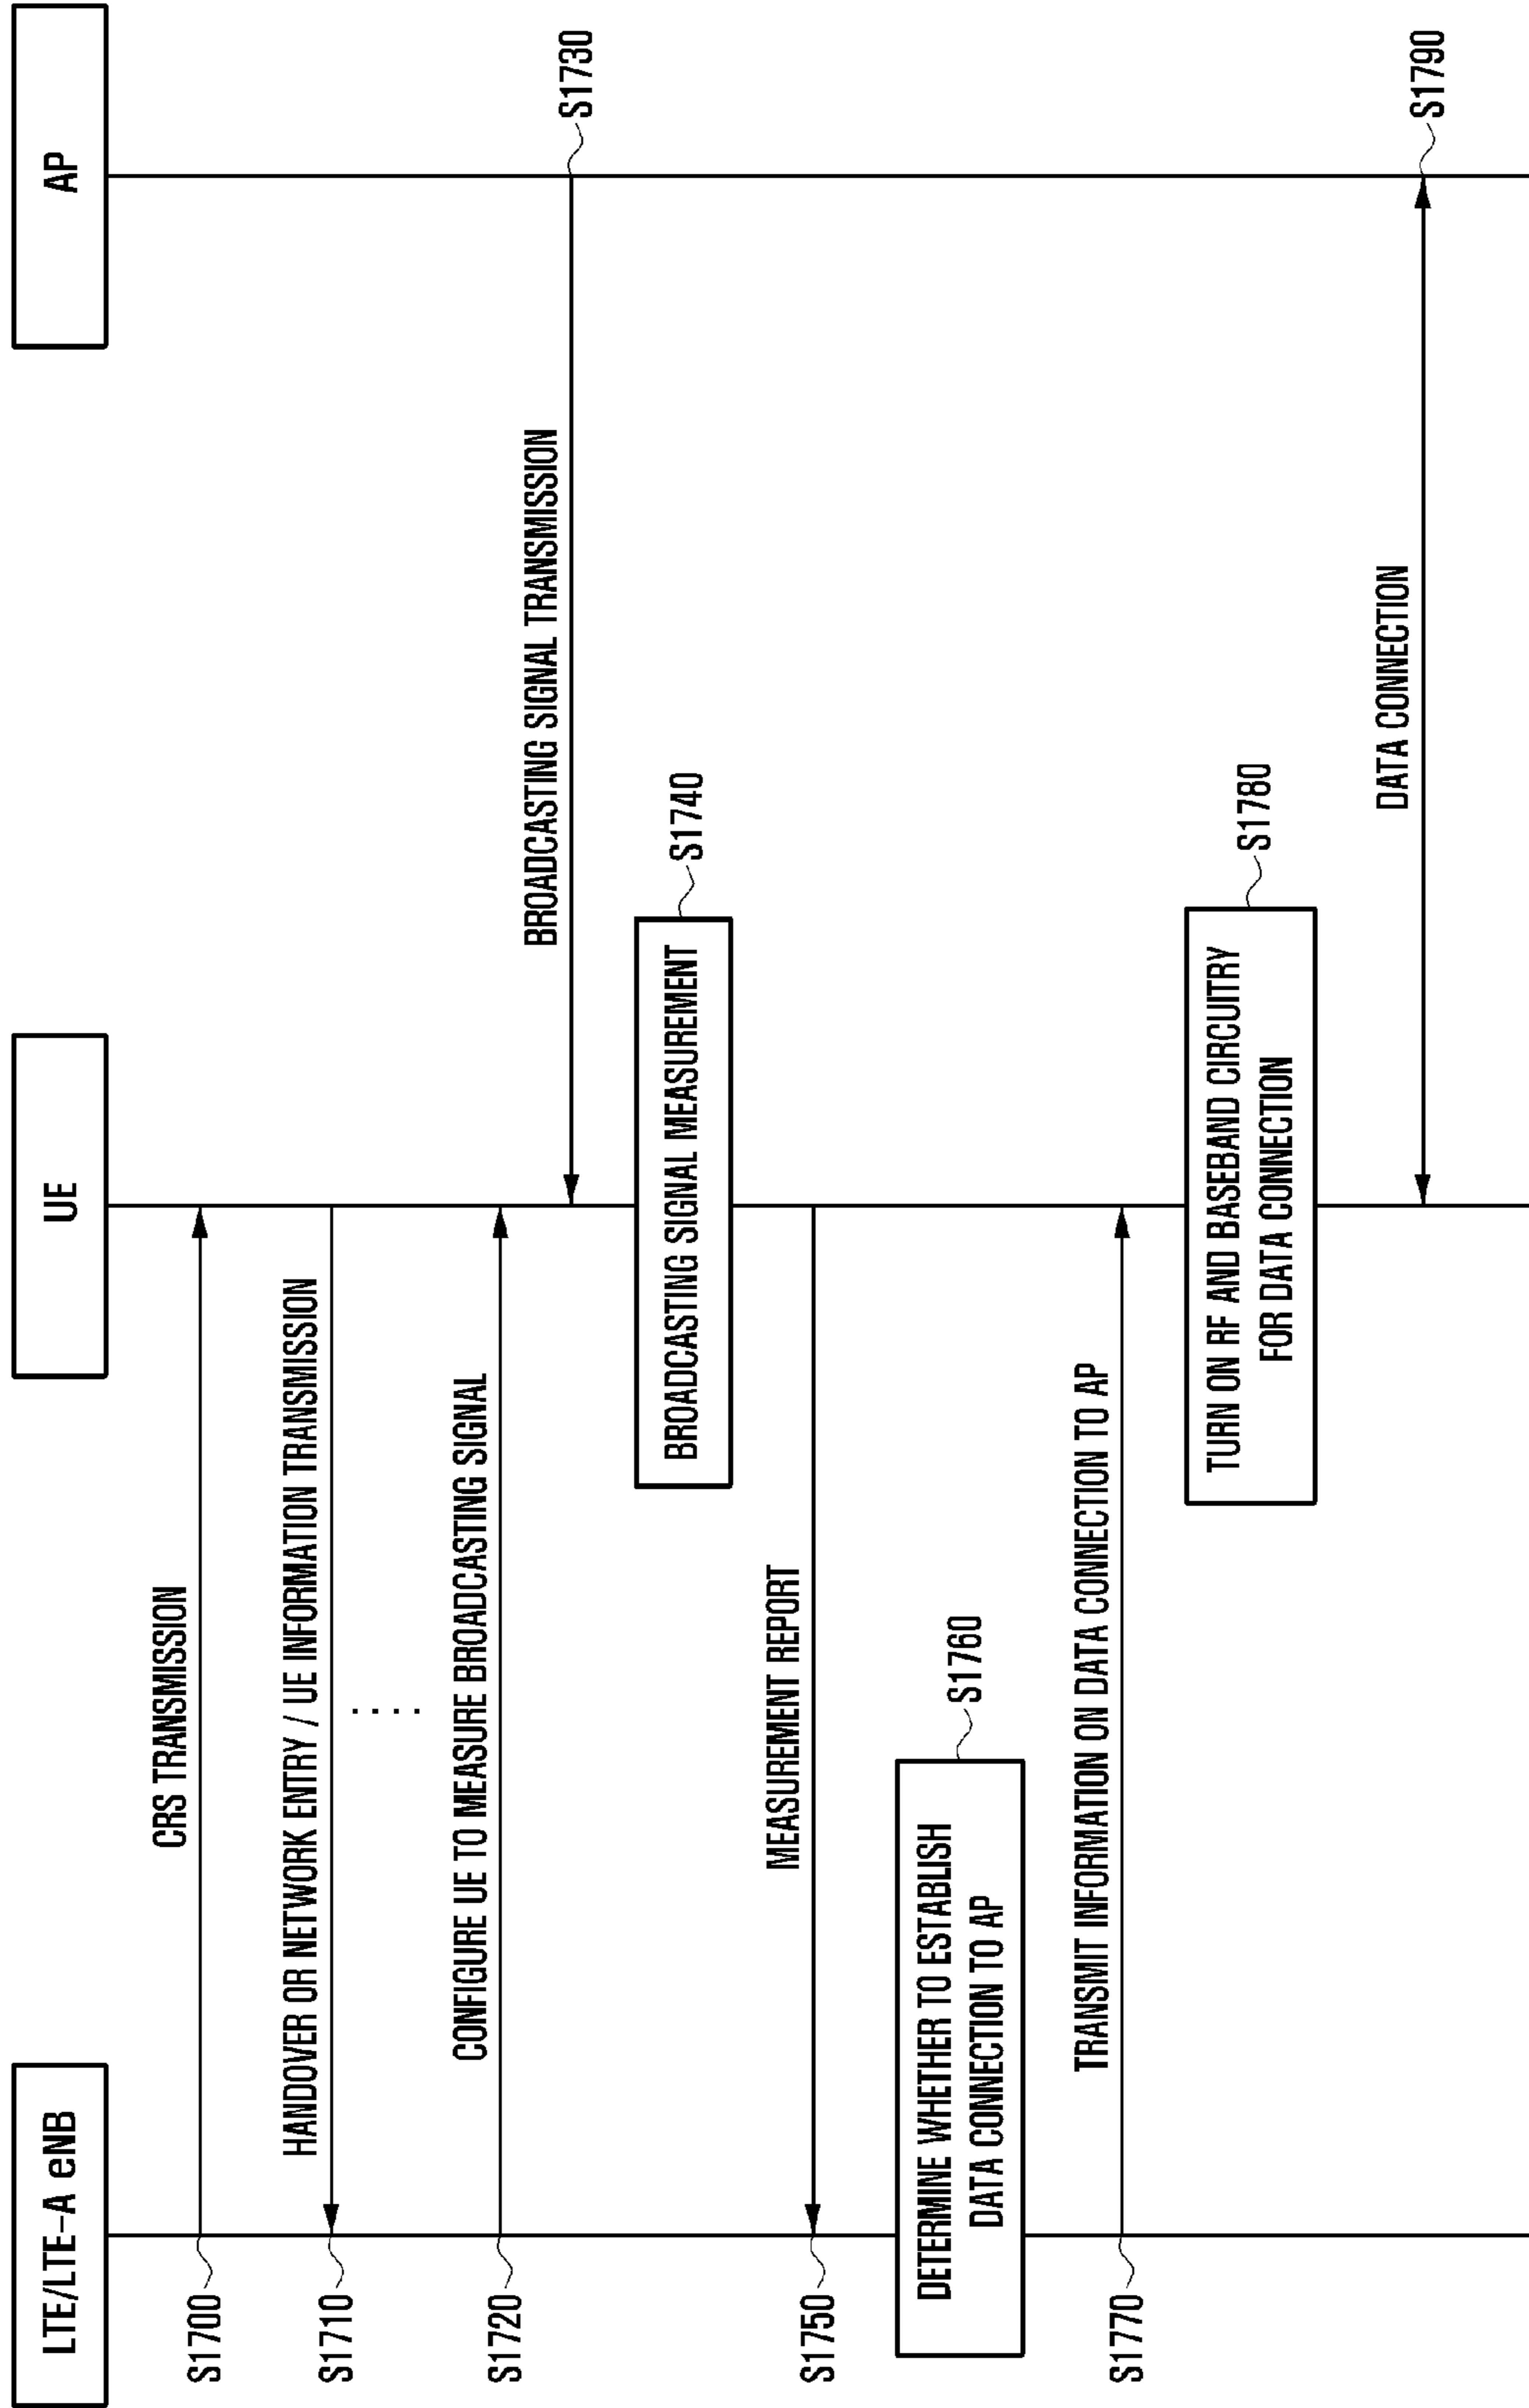 LTE/LTE-A eNB
UE
AP
S1700
CRS TRANSMISSION
S1710
HANDOVER OR NETWORK ENTRY / UE INFORMATION TRANSMISSION
....
S1720
CONFIGURE UE TO MEASURE BROADCASTING SIGNAL
BROADCASTING SIGNAL TRANSMISSION
S1730
BROADCASTING SIGNAL MEASUREMENT
S1740
S1750
MEASUREMENT REPORT
DETERMINE WHETHER TO ESTABLISH
DATA CONNECTION TO AP
S1760
S1770
TRANSMIT INFORMATION ON DATA CONNECTION TO AP
TURN ON RF AND BASEBAND CIRCUITRY
FOR DATA CONNECTION
S1780
DATA CONNECTION
S1790